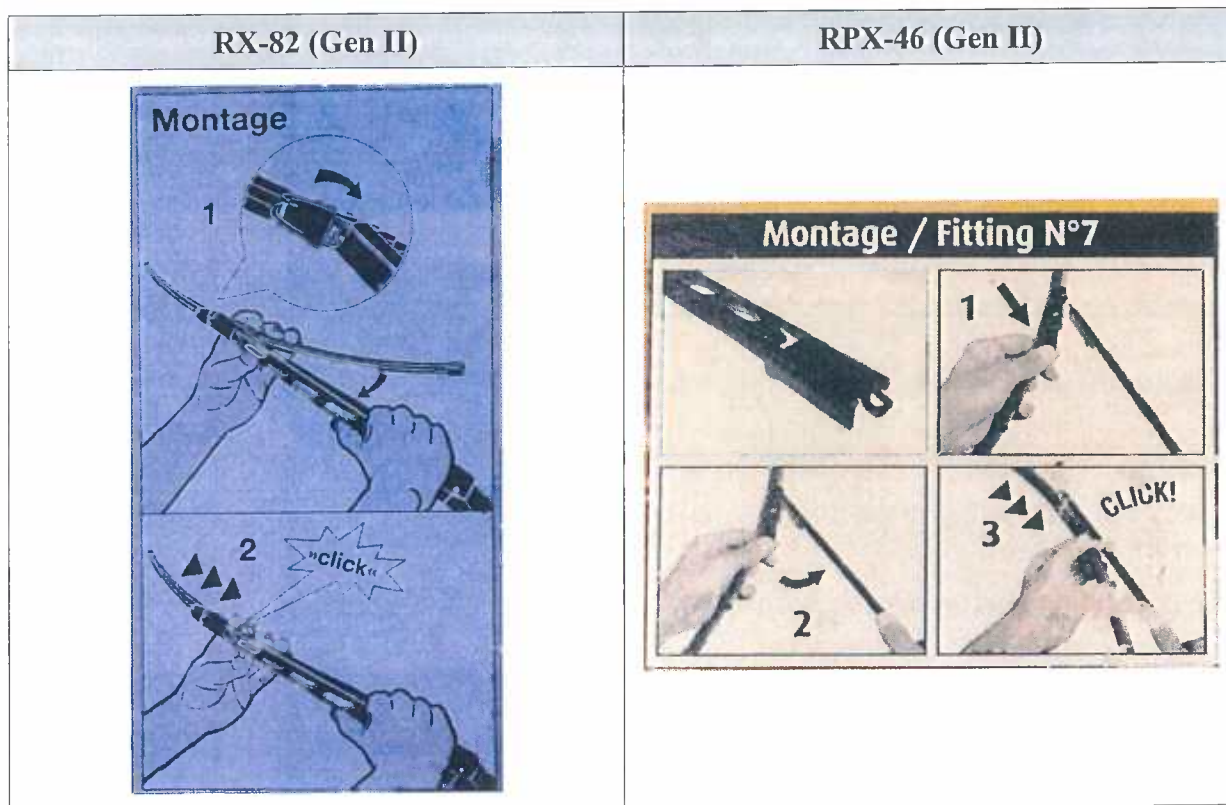 RX-82 (Gen II)
RPX-46 (Gen II)
Montage
1
2
»click«
Montage / Fitting N°7
1
2
3
CLICK!